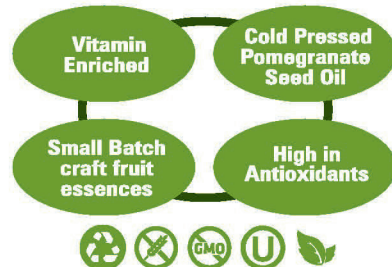 Vitamin
Enriched
Cold Pressed
Pomegranate
Seed Oil
Small Batch
craft fruit
essences
High in
Antioxidants
GMO
U